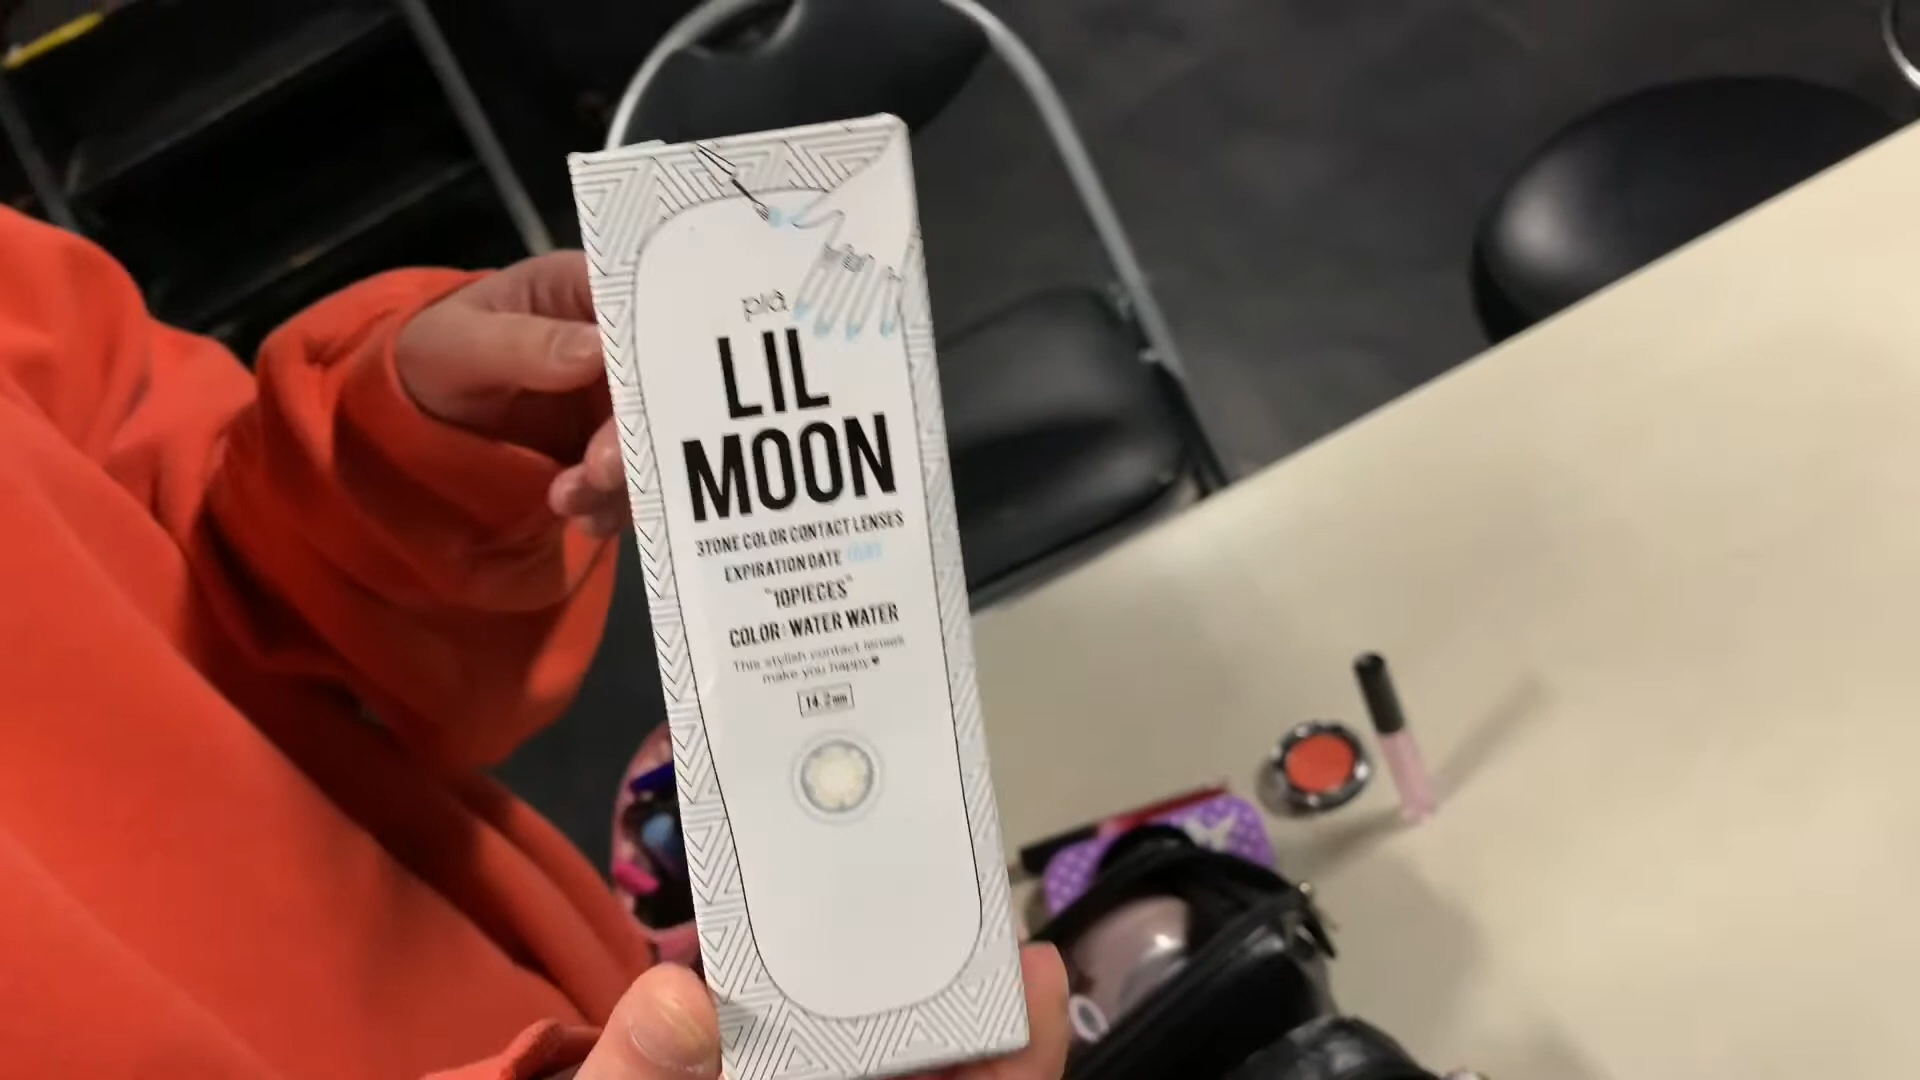 pia
LIL
MOON
3TONE COLOR CONTACT LENSES
EXPIRATION DATE
"10PIECES"
COLOR: WATER WATER
This stylish contact lenses
make you happy♥
14.2mm